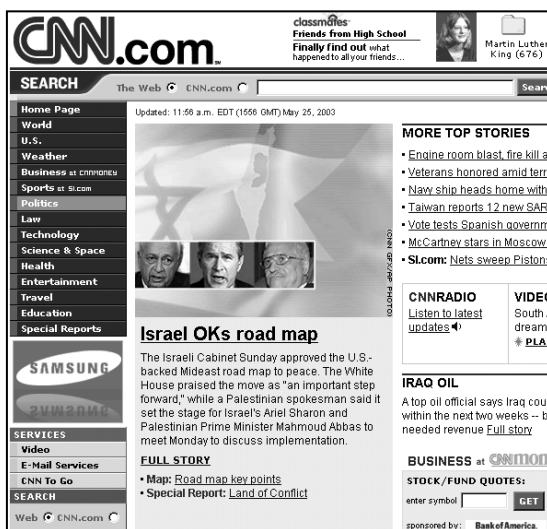 CNN.com
classmates
Friends from High School
Finally find out what
happened to all your friends...
Martin Luther
King (676)
SEARCH The Web CNN.com
Home Page
World
U.S.
Weather
Business at CNNMONEY
Sports at SI.com
Politics
Law
Technology
Science & Space
Health
Entertainment
Travel
Education
Special Reports
SAMSUNG
SERVICES
Video
E-Mail Services
CNN To Go
SEARCH
Web CNN.com
Updated: 11:56 a.m. EDT (1556 GMT) May 25, 2003
(CNN GFX/AP PHOTO)
Israel OKs road map
The Israeli Cabinet Sunday approved the U.S.-
backed Mideast road map to peace. The White
House praised the move as "an important step
forward," while a Palestinian spokesman said it
set the stage for Israel's Ariel Sharon and
Palestinian Prime Minister Mahmoud Abbas to
meet Monday to discuss implementation.
FULL STORY
• Map: Road map key points
• Special Report: Land of Conflict
MORE TOP STORIES
• Engine room blast, fire kill
• Veterans honored amid terr
• Navy ship heads home with
• Taiwan reports 12 new SAR
• Vote tests Spanish governm
• McCartney stars in Moscow
• SI.com: Nets sweep Pistons
CNNRADIO
Listen to latest
updates
VIDEO
South
dream
PLA
IRAQ OIL
A top oil official says Iraq cou
within the next two weeks -- b
needed revenue Full story
BUSINESS at CNNmon
STOCK/FUND QUOTES:
enter symbol GET
sponsored by: Bank of America.